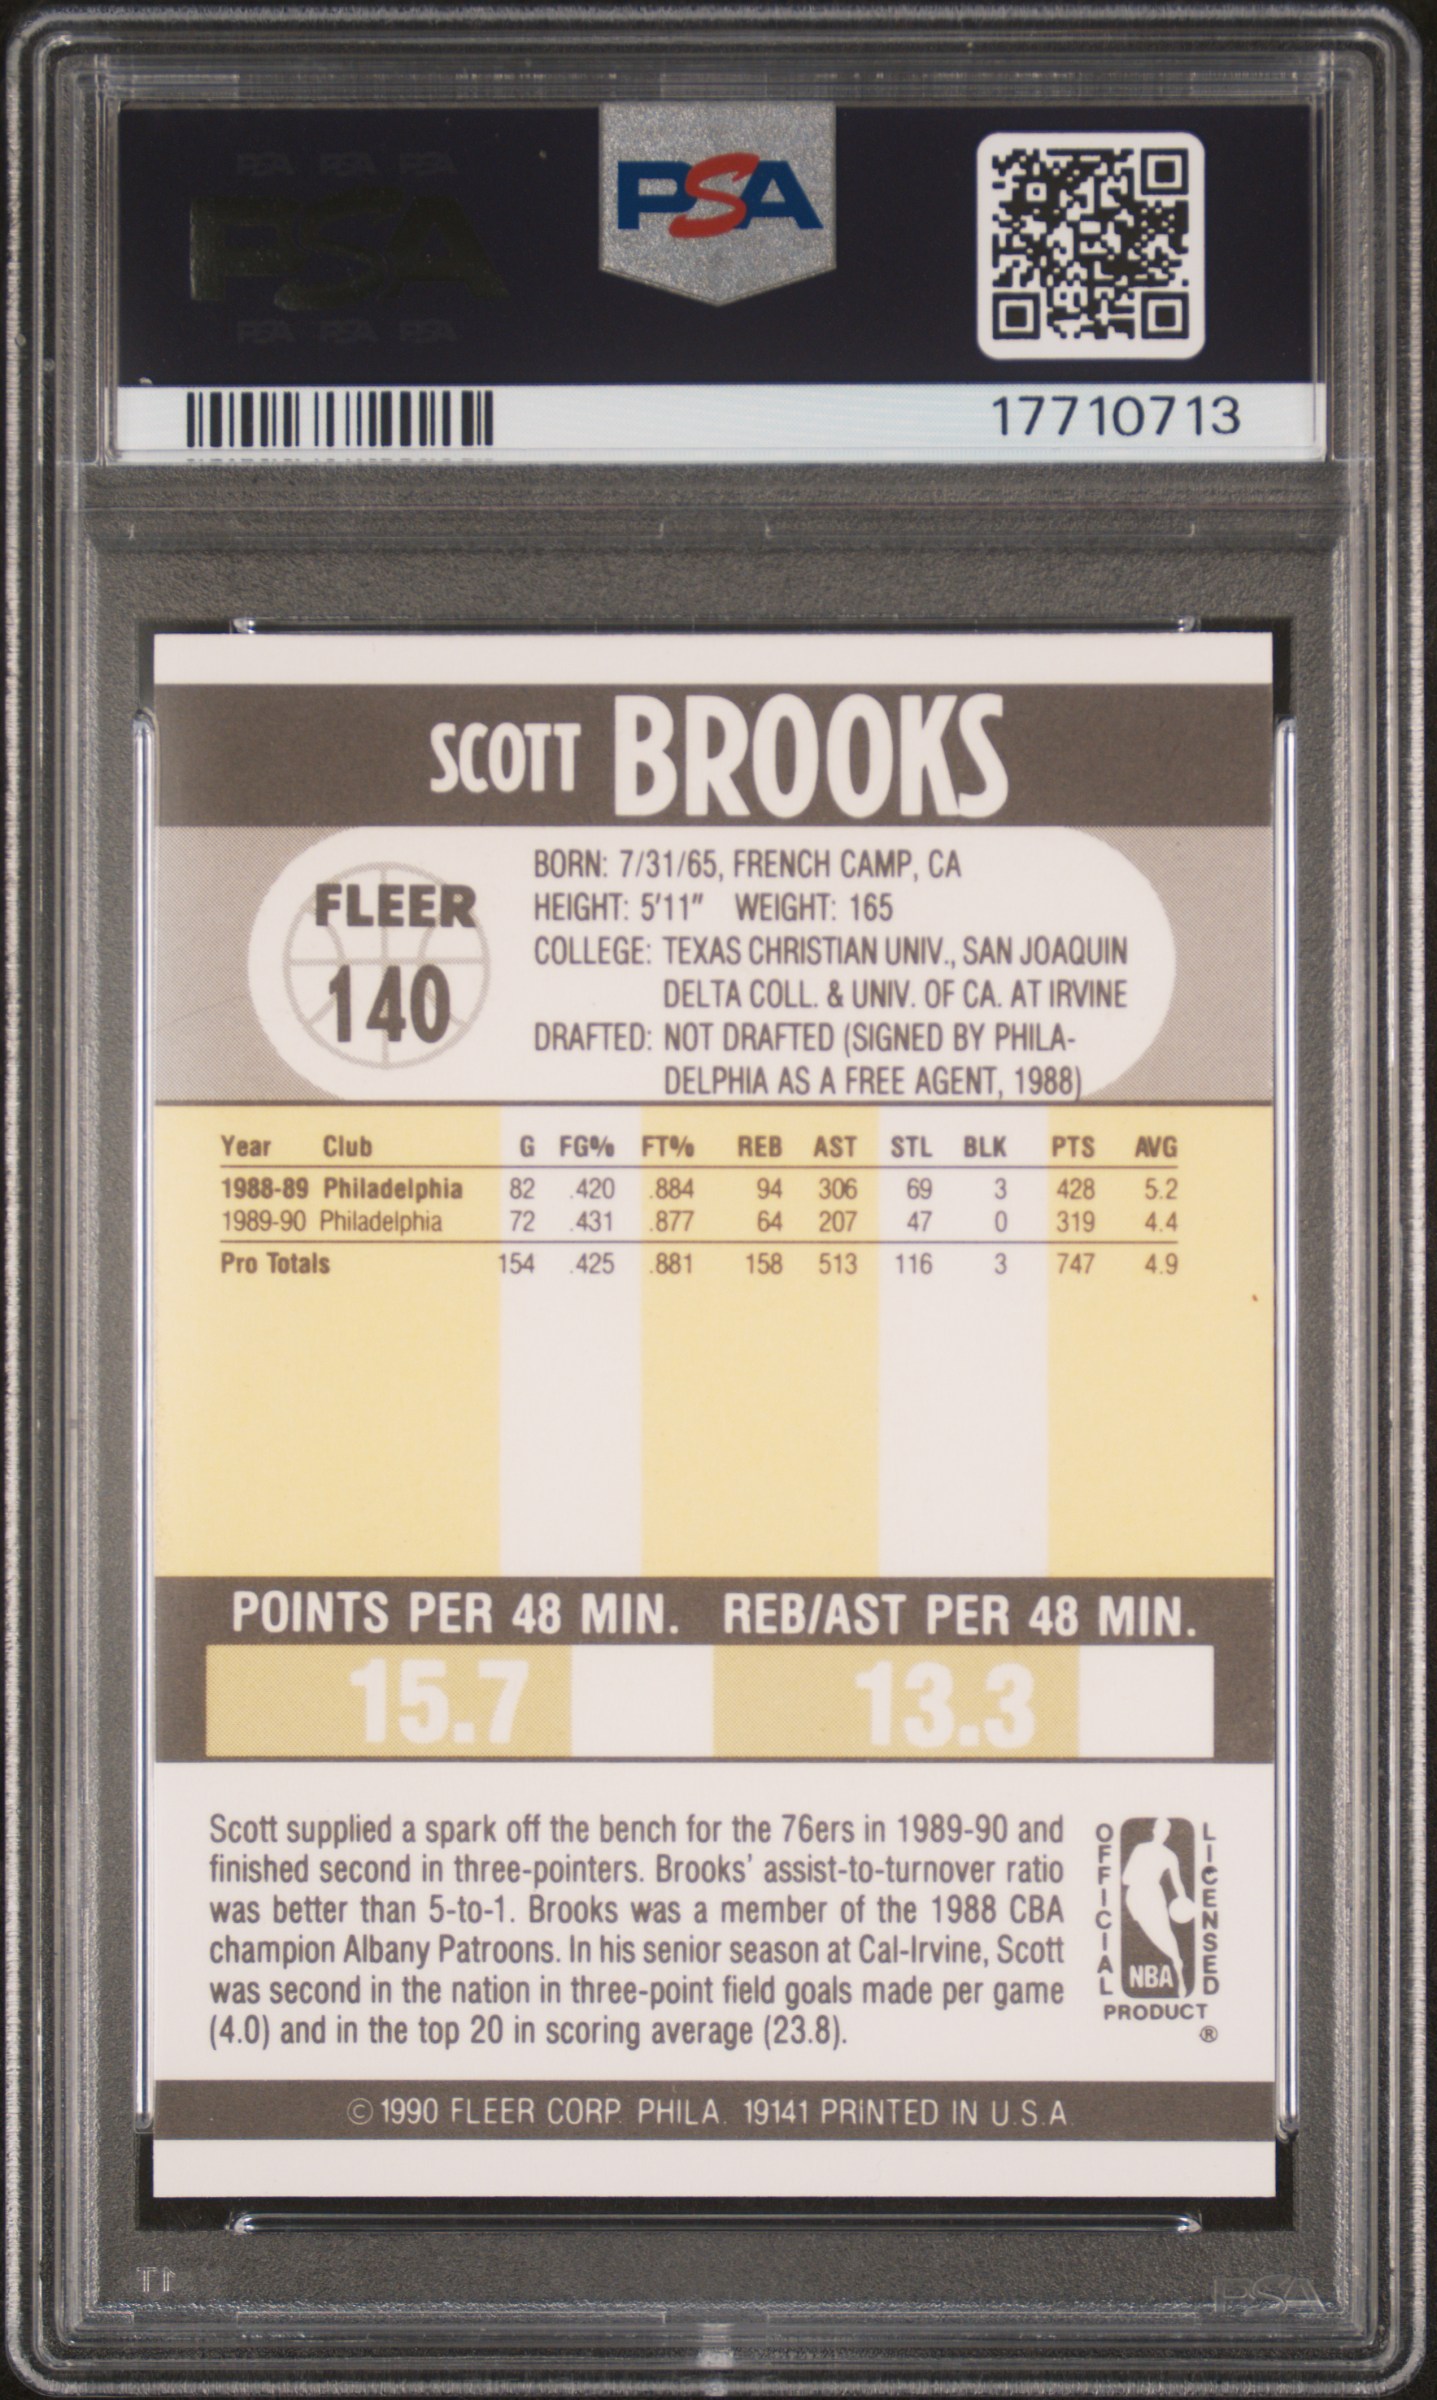 PSA PSA PSA
PSA
PSA PSA PSA
PSA
17710713
SCOTT BROOKS
FLEER
140
BORN: 7/31/65, FRENCH CAMP, CA
HEIGHT: 5'11" WEIGHT: 165
COLLEGE: TEXAS CHRISTIAN UNIV., SAN JOAQUIN
DELTA COLL. & UNIV. OF CA. AT IRVINE
DRAFTED: NOT DRAFTED (SIGNED BY PHILA-
DELPHIA AS A FREE AGENT, 1988)
Year Club G FG% FT% REB AST STL BLK PTS AVG
1988-89 Philadelphia 82 .420 .884 94 306 69 3 428 5.2
1989-90 Philadelphia 72 .431 .877 64 207 47 0 319 4.4
Pro Totals 154 .425 .881 158 513 116 3 747 4.9
POINTS PER 48 MIN. REB/AST PER 48 MIN.
15.7 13.3
Scott supplied a spark off the bench for the 76ers in 1989-90 and
finished second in three-pointers. Brooks' assist-to-turnover ratio
was better than 5-to-1. Brooks was a member of the 1988 CBA
champion Albany Patroons. In his senior season at Cal-Irvine, Scott
was second in the nation in three-point field goals made per game
(4.0) and in the top 20 in scoring average (23.8).
OFFICIAL LICENSED
NBA
PRODUCT
®
© 1990 FLEER CORP. PHILA. 19141 PRINTED IN U.S.A.
PSA